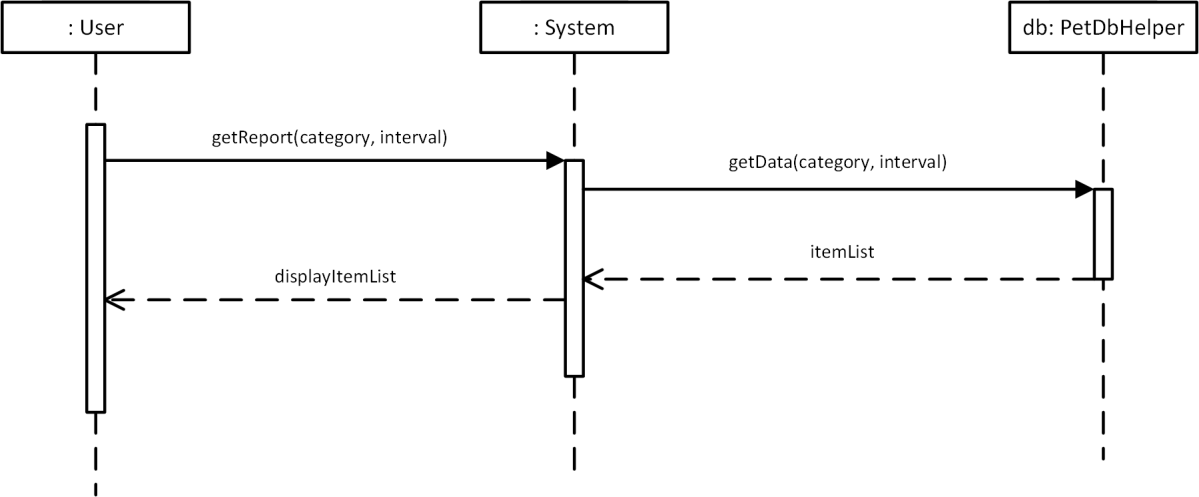 : User
: System
db: PetDbHelper
getReport(category, interval)
getData(category, interval)
itemList
displayItemList